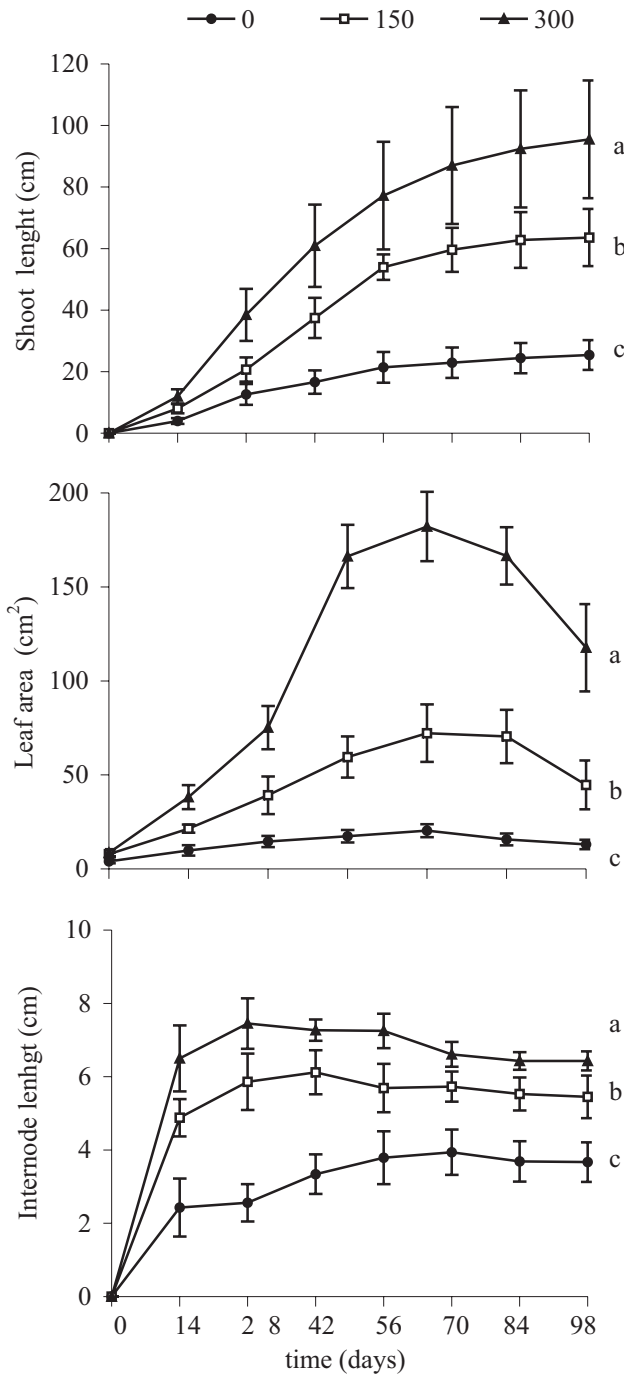 0 150 300
120
100
80
60
40
20
0
Shoot lenght (cm)
a
b
c
200
150
100
50
0
Leaf area (cm²)
a
b
c
10
8
6
4
2
0
Internode lenhgt (cm)
a
b
c
0 14 2 8 42 56 70 84 98
time (days)